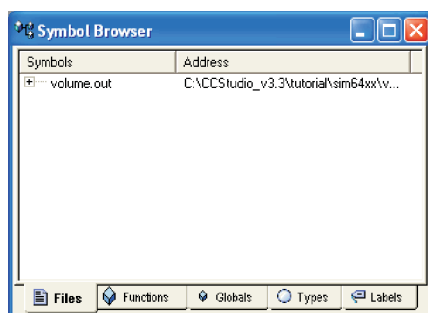 Symbol Browser
Symbols Address
volume.out C:\CCStudio_v3.3\tutorial\sim64xx\v...
Files Functions Globals Types Labels